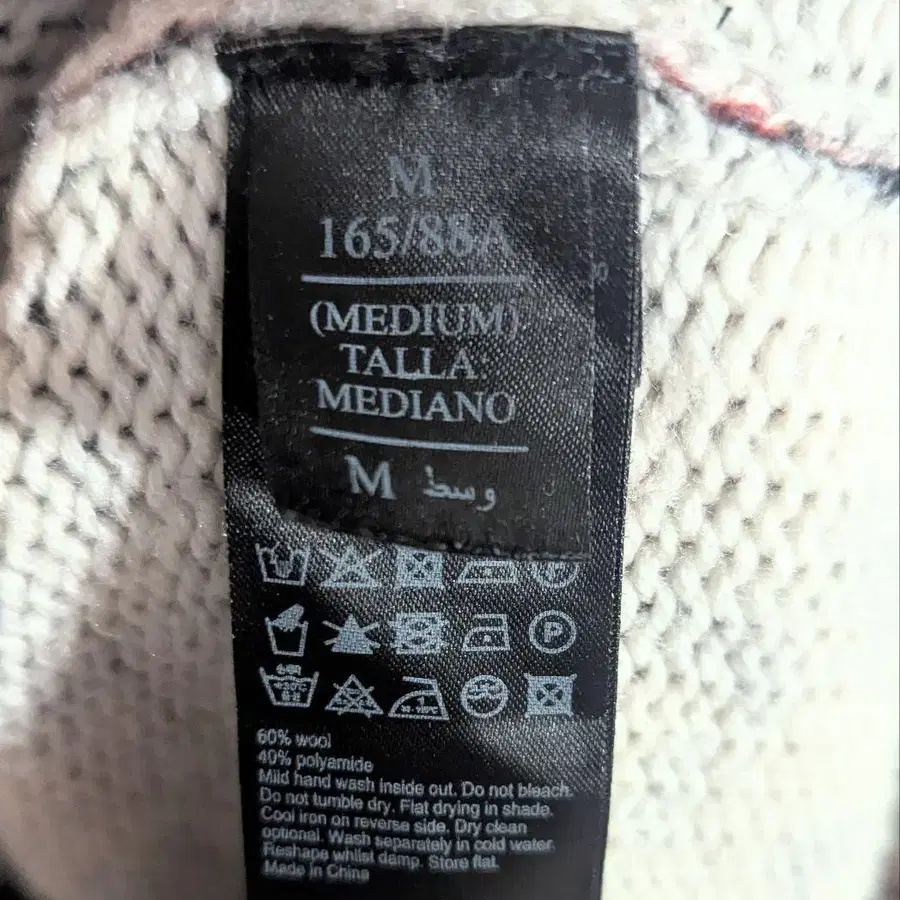 M
165/88A
(MEDIUM)
TALLA
MEDIANO
M وسط
P
60% wool
40% polyamide
Mild hand wash inside out. Do not bleach.
Do not tumble dry. Flat drying in shade.
Cool iron on reverse side. Dry clean
optional. Wash separately in cold water.
Reshape whilst damp. Store flat.
Made in China